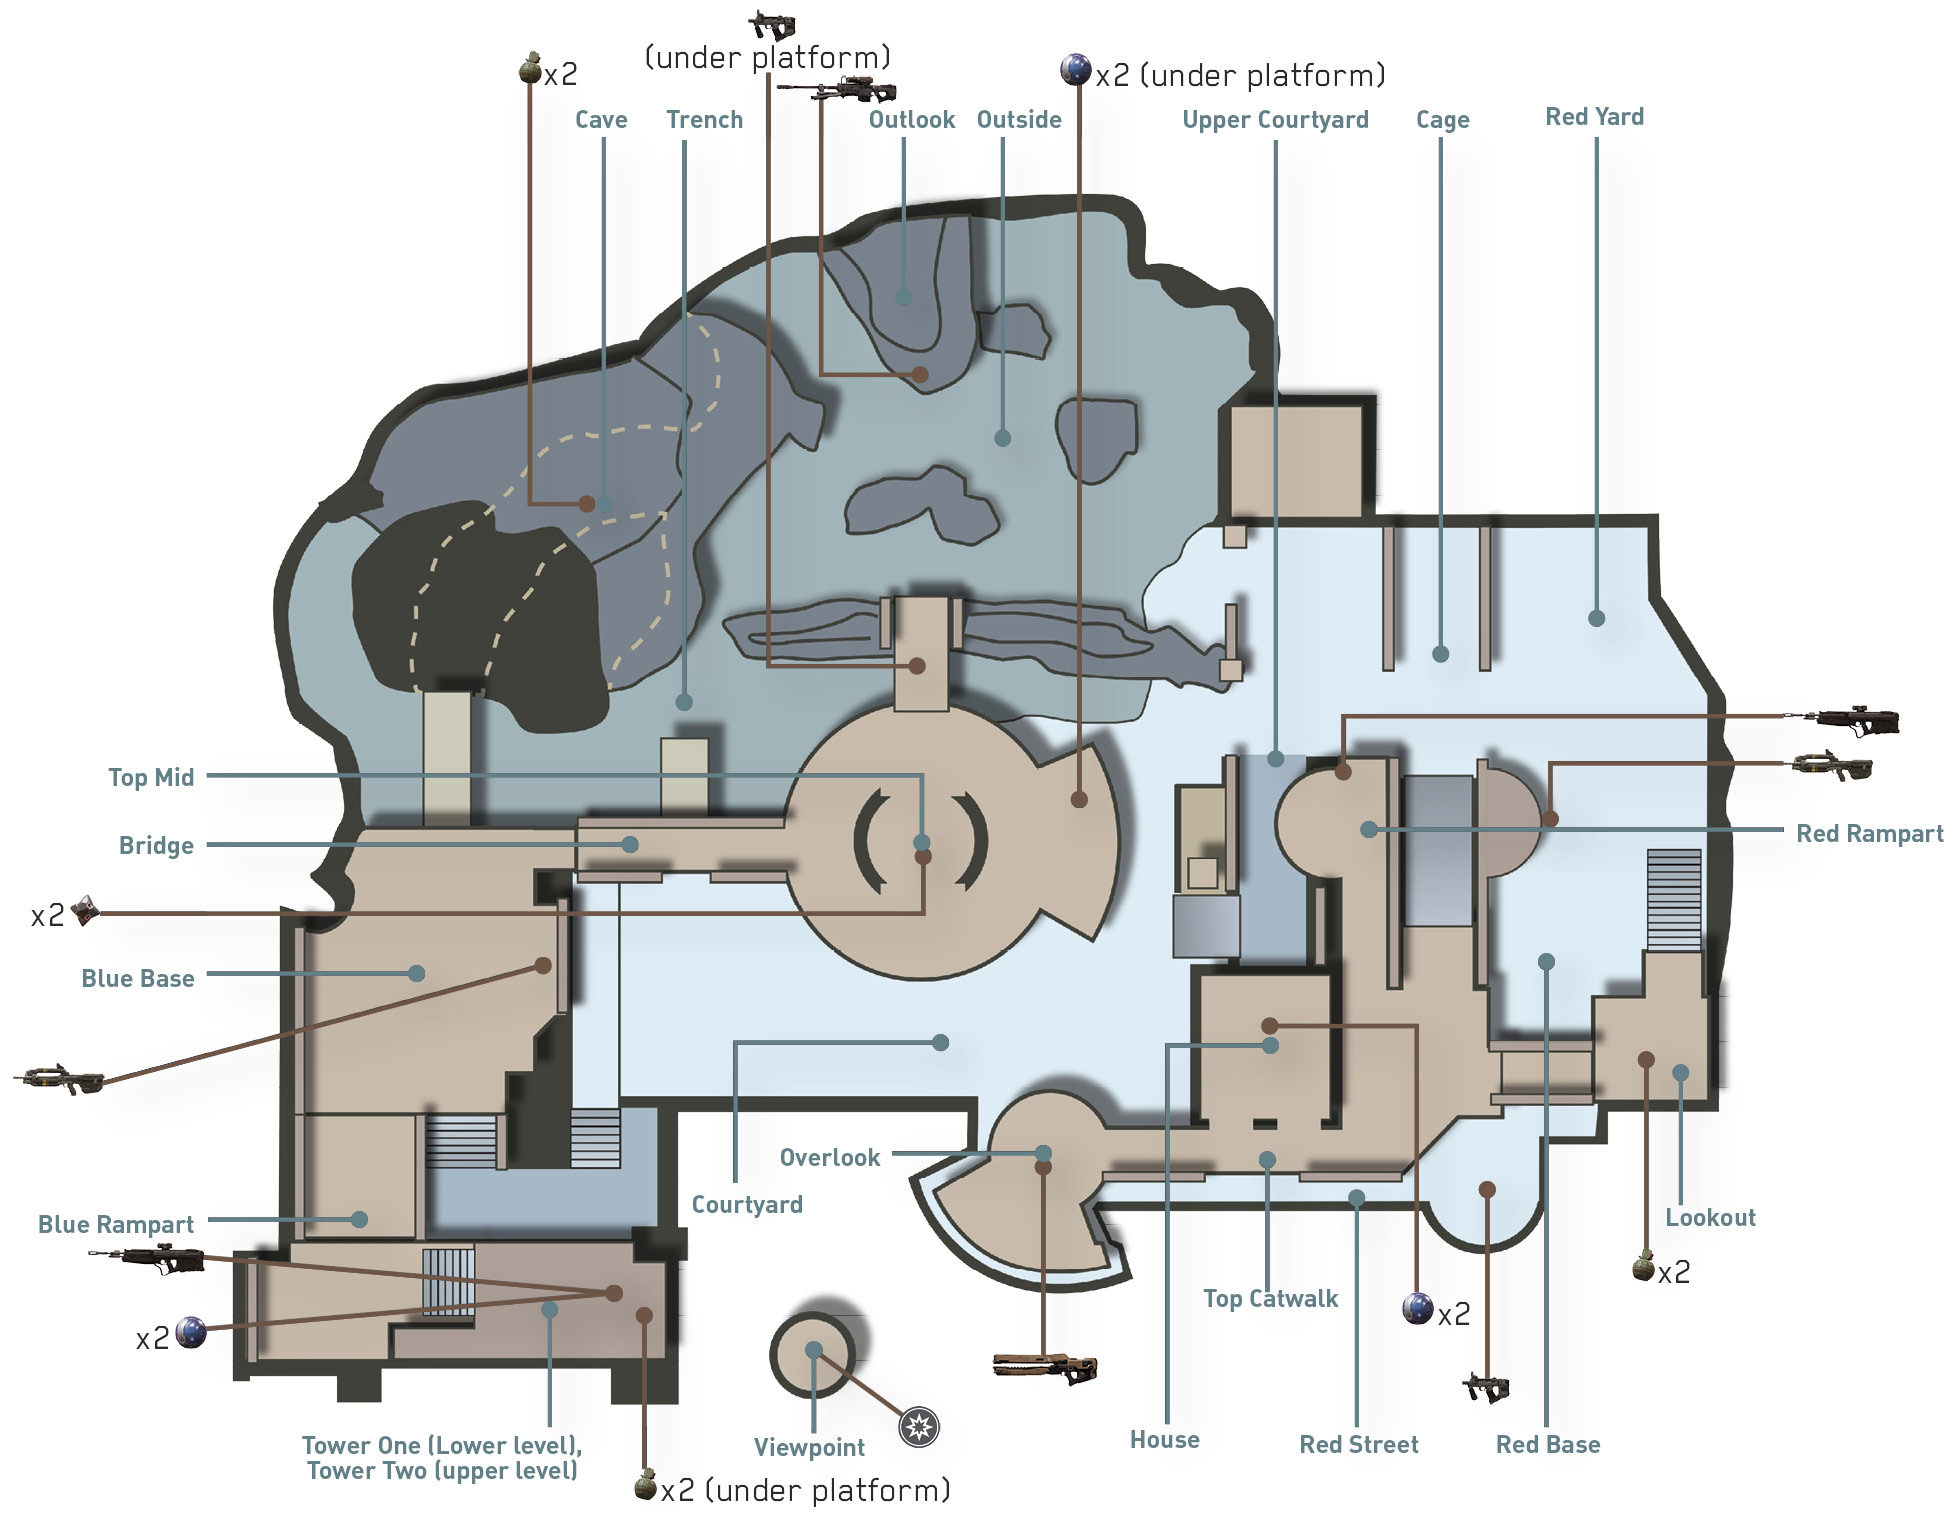 (under platform)
x2
x2 (under platform)
Cave
Trench
Outlook
Outside
Upper Courtyard
Cage
Red Yard
Top Mid
Bridge
Red Rampart
x2
Blue Base
Overlook
Courtyard
Blue Rampart
Lookout
x2
Top Catwalk
x2
x2
Tower One (Lower level),
Tower Two (upper level)
Viewpoint
House
Red Street
Red Base
x2 (under platform)